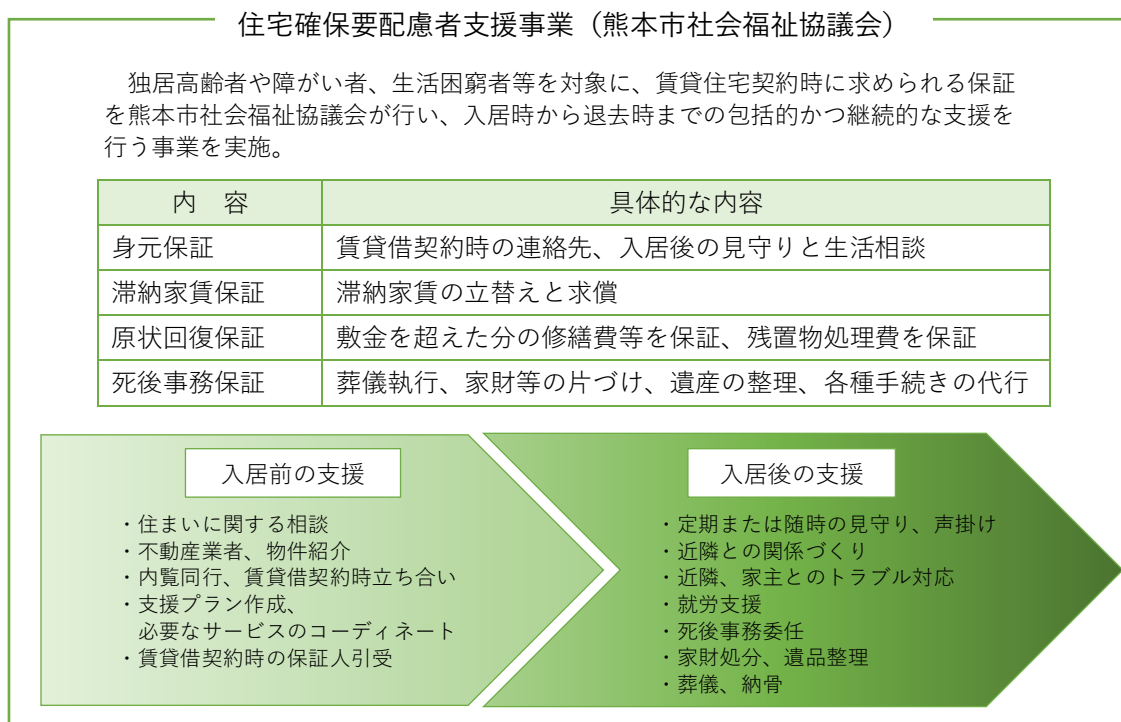 住宅確保要配慮者支援事業（熊本市社会福祉協議会）
　独居高齢者や障がい者、生活困窮者等を対象に、賃貸住宅契約時に求められる保証
を熊本市社会福祉協議会が行い、入居時から退去時までの包括的かつ継続的な支援を
行う事業を実施。
内　容　具体的な内容
身元保証　賃貸借契約時の連絡先、入居後の見守りと生活相談
滞納家賃保証　滞納家賃の立替えと求償
原状回復保証　敷金を超えた分の修繕費等を保証、残置物処理費を保証
死後事務保証　葬儀執行、家財等の片づけ、遺産の整理、各種手続きの代行
入居前の支援
・住まいに関する相談
・不動産業者、物件紹介
・内覧同行、賃貸借契約時立ち合い
・支援プラン作成、
必要なサービスのコーディネート
・賃貸借契約時の保証人引受
入居後の支援
・定期または随時の見守り、声掛け
・近隣との関係づくり
・近隣、家主とのトラブル対応
・就労支援
・死後事務委任
・家財処分、遺品整理
・葬儀、納骨